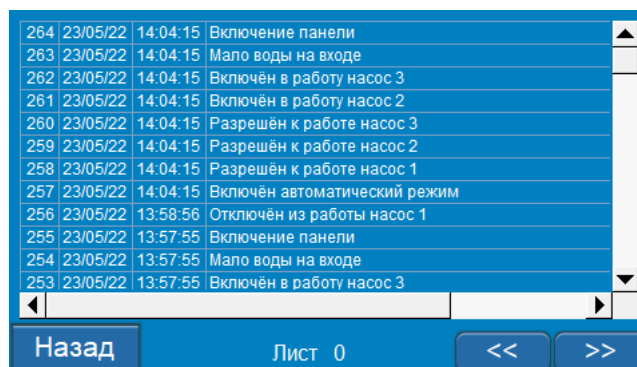 264 23/05/22 14:04:15 Включение панели
263 23/05/22 14:04:15 Мало воды на входе
262 23/05/22 14:04:15 Включён в работу насос 3
261 23/05/22 14:04:15 Включён в работу насос 2
260 23/05/22 14:04:15 Разрешён к работе насос 3
259 23/05/22 14:04:15 Разрешён к работе насос 2
258 23/05/22 14:04:15 Разрешён к работе насос 1
257 23/05/22 14:04:15 Включён автоматический режим
256 23/05/22 13:58:56 Отключён из работы насос 1
255 23/05/22 13:57:55 Включение панели
254 23/05/22 13:57:55 Мало воды на входе
253 23/05/22 13:57:55 Включён в работу насос 3
Назад Лист 0 << >>